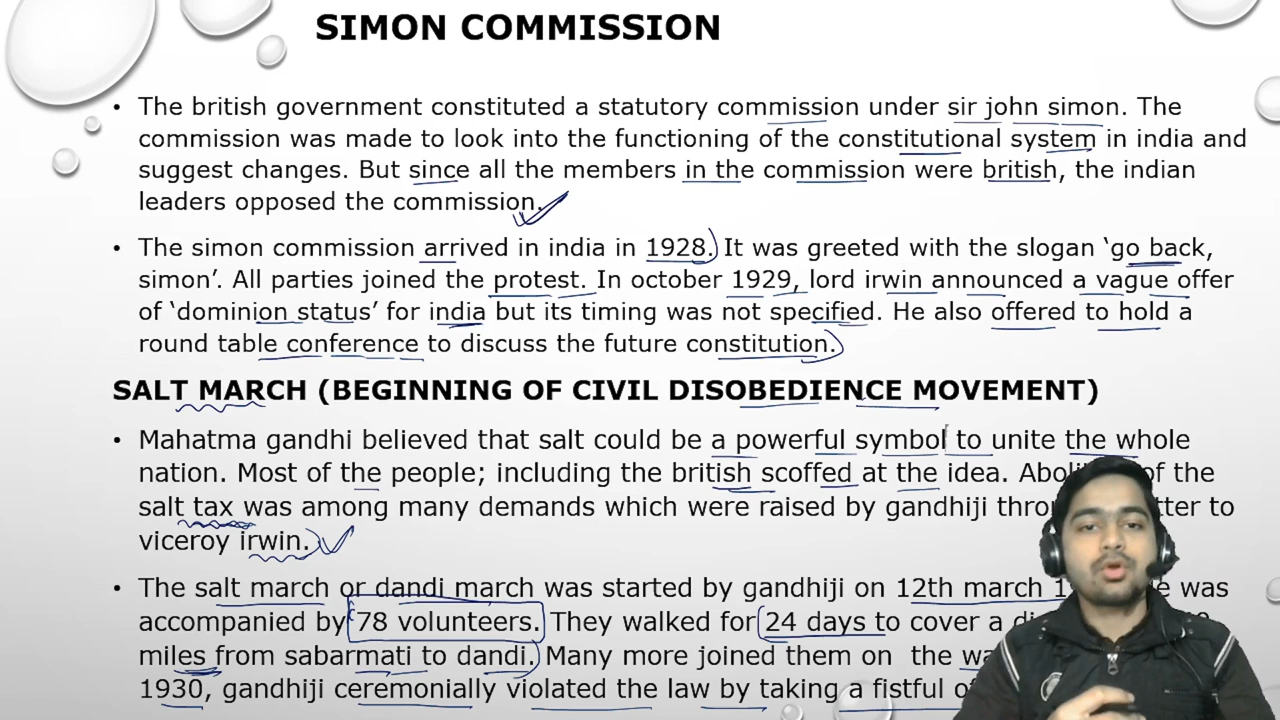 SIMON COMMISSION
• The british government constituted a statutory commission under sir john simon. The
commission was made to look into the functioning of the constitutional system in india and
suggest changes. But since all the members in the commission were british, the indian
leaders opposed the commission.
• The simon commission arrived in india in 1928. It was greeted with the slogan ‘go back,
simon’. All parties joined the protest. In october 1929, lord irwin announced a vague offer
of ‘dominion status’ for india but its timing was not specified. He also offered to hold a
round table conference to discuss the future constitution.
SALT MARCH (BEGINNING OF CIVIL DISOBEDIENCE MOVEMENT)
• Mahatma gandhi believed that salt could be a powerful symbol to unite the whole
nation. Most of the people; including the british scoffed at the idea. of the
salt tax was among many demands which were raised by gandhiji to
viceroy irwin.
• The salt march or dandi march was started by gandhiji on 12th march was
accompanied by 78 volunteers. They walked for 24 days to cover a
miles from sabarmati to dandi. Many more joined them on the
1930, gandhiji ceremonially violated the law by taking a fistful